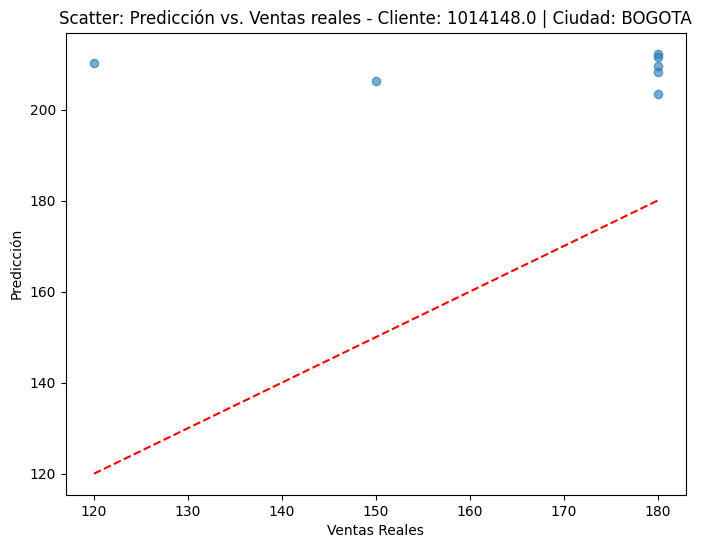 Scatter: Predicción vs. Ventas reales - Cliente: 1014148.0 | Ciudad: BOGOTA
200
180
160
140
120
Predicción
120 130 140 150 160 170 180
Ventas Reales